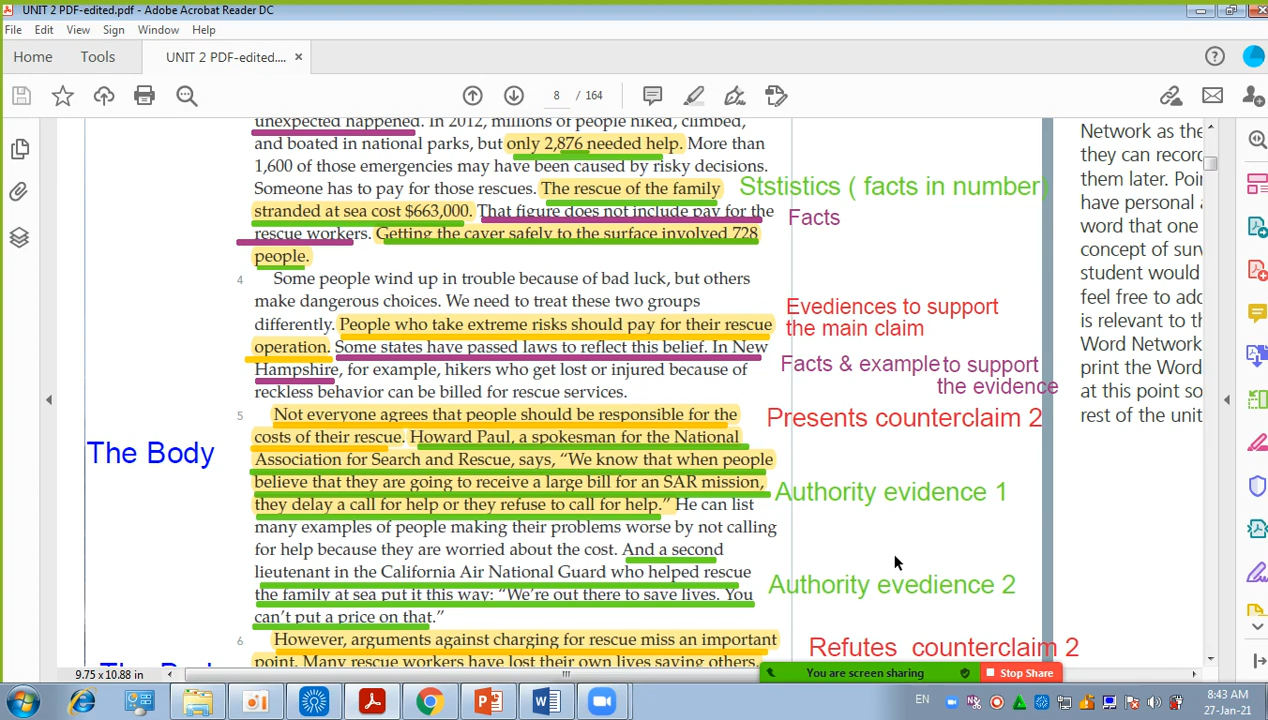 UNIT 2 PDF-edited.pdf - Adobe Acrobat Reader DC
File Edit View Sign Window Help
Home Tools UNIT 2 PDF-edited.... ×
8 / 164
unexpected happened. In 2012, millions of people hiked, climbed,
and boated in national parks, but only 2,876 needed help. More than
1,600 of those emergencies may have been caused by risky decisions.
Someone has to pay for those rescues. The rescue of the family
stranded at sea cost $663,000. That figure does not include pay for the
rescue workers. Getting the caver safely to the surface involved 728
people.
4 Some people wind up in trouble because of bad luck, but others
make dangerous choices. We need to treat these two groups
differently. People who take extreme risks should pay for their rescue
operation. Some states have passed laws to reflect this belief. In New
Hampshire, for example, hikers who get lost or injured because of
reckless behavior can be billed for rescue services.
5 Not everyone agrees that people should be responsible for the
costs of their rescue. Howard Paul, a spokesman for the National
Association for Search and Rescue, says, “We know that when people
believe that they are going to receive a large bill for an SAR mission,
they delay a call for help or they refuse to call for help.” He can list
many examples of people making their problems worse by not calling
for help because they are worried about the cost. And a second
lieutenant in the California Air National Guard who helped rescue
the family at sea put it this way: “We’re out there to save lives. You
can’t put a price on that.”
6 However, arguments against charging for rescue miss an important
point. Many rescue workers have lost their own lives saving others.
The Body
The Body
Ststistics ( facts in number)
Facts
Evediences to support
the main claim
Facts & example to support
the evidence
Presents counterclaim 2
Authority evidence 1
Authority evedience 2
Refutes counterclaim 2
Network as the
they can record
them later. Poi
have personal
word that one
concept of sur
student would
feel free to add
is relevant to th
Word Network
print the Word
at this point so
rest of the unit
9.75 x 10.88 in
You are screen sharing
Stop Share
EN
8:43 AM
27-Jan-21